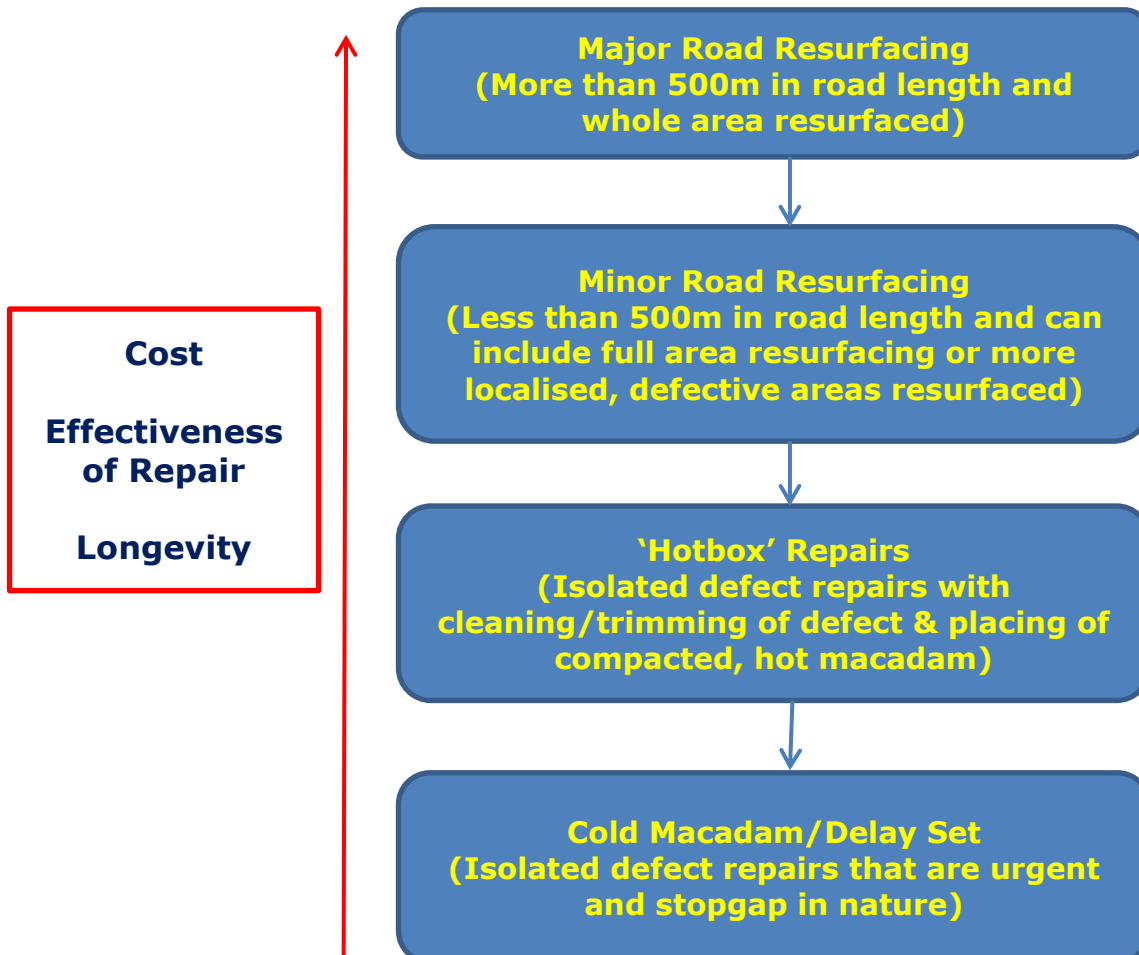 Major Road Resurfacing
(More than 500m in road length and
whole area resurfaced)
Minor Road Resurfacing
(Less than 500m in road length and can
include full area resurfacing or more
localised, defective areas resurfaced)
Cost
Effectiveness
of Repair
Longevity
‘Hotbox’ Repairs
(Isolated defect repairs with
cleaning/trimming of defect & placing of
compacted, hot macadam)
Cold Macadam/Delay Set
(Isolated defect repairs that are urgent
and stopgap in nature)